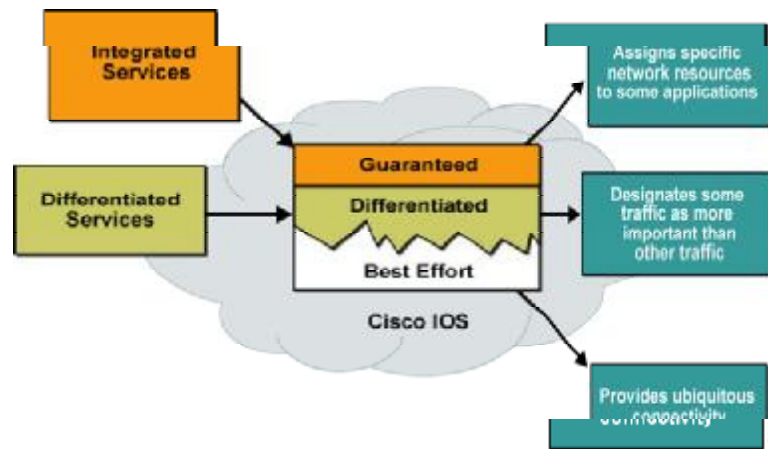 Integrated
Services
Differentiated
Services
Guaranteed
Differentiated
Best Effort
Cisco IOS
Assigns specific
network resources
to some applications
Designates some
traffic as more
important than
other traffic
Provides ubiquitous
connectivity